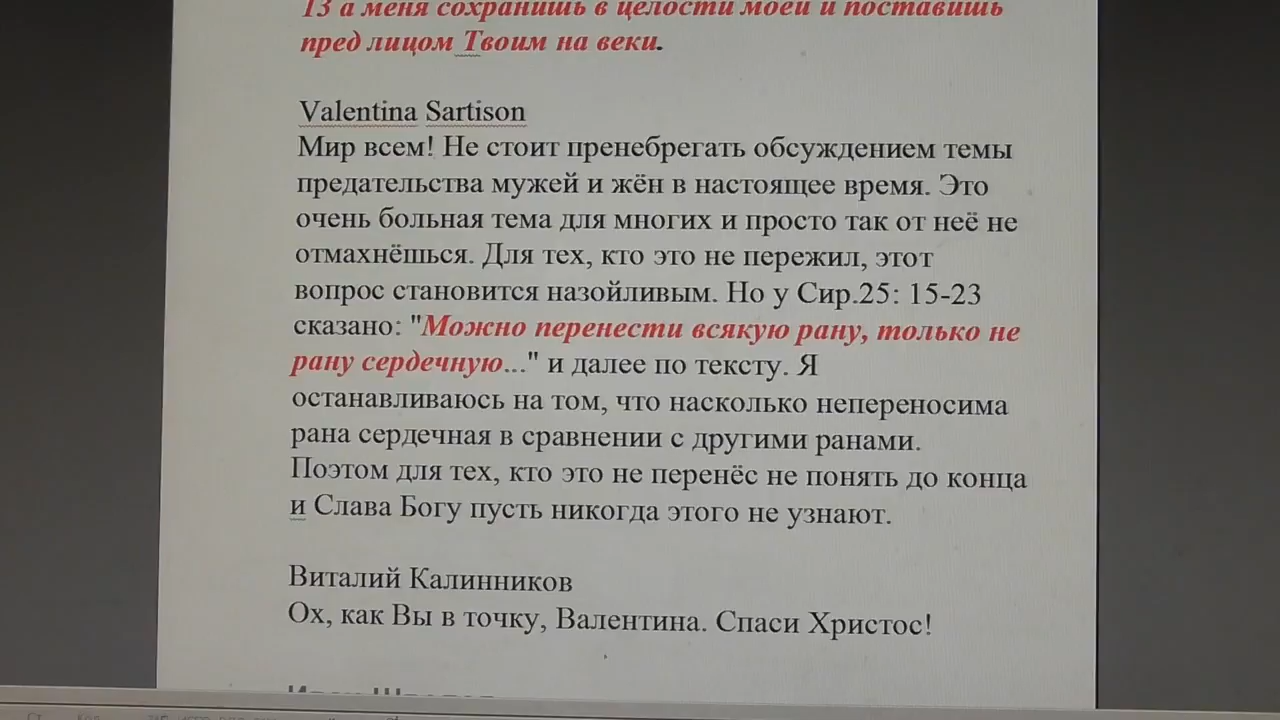 13 а меня сохранишь в целости моей и поставишь
пред лицом Твоим на веки.
Valentina Sartison
Мир всем! Не стоит пренебрегать обсуждением темы
предательства мужей и жён в настоящее время. Это
очень больная тема для многих и просто так от неё не
отмахнёшься. Для тех, кто это не пережил, этот
вопрос становится назойливым. Но у Сир.25: 15-23
сказано: "Можно перенести всякую рану, только не
рану сердечную..." и далее по тексту. Я
останавливаюсь на том, что насколько непереносима
рана сердечная в сравнении с другими ранами.
Поэтом для тех, кто это не перенёс не понять до конца
и Слава Богу пусть никогда этого не узнают.
Виталий Калинников
Ох, как Вы в точку, Валентина. Спаси Христос!